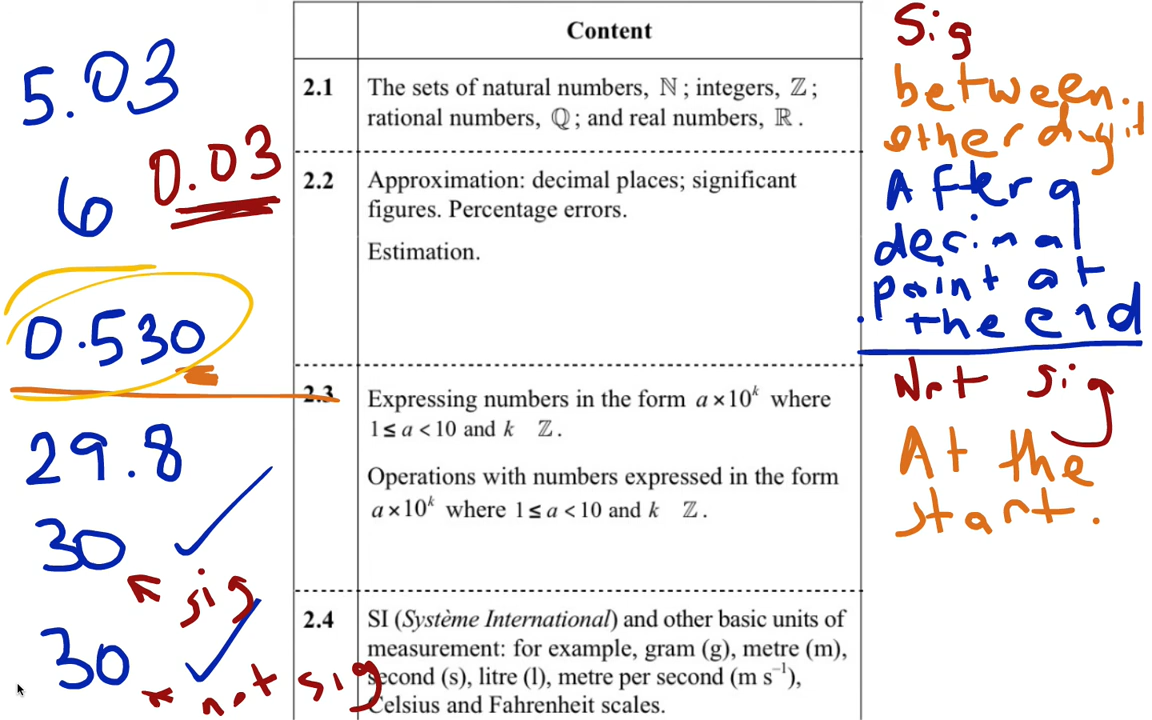 5.03
0.03
6
0.530
29.8
30
sig
30
not sig
Content
2.1 The sets of natural numbers, ℕ; integers, ℤ;
rational numbers, ℚ; and real numbers, ℝ.
2.2 Approximation: decimal places; significant
figures. Percentage errors.
Estimation.
2.3 Expressing numbers in the form a×10^k where
1≤a<10 and k ℤ.
Operations with numbers expressed in the form
a×10^k where 1≤a<10 and k ℤ.
2.4 SI (Système International) and other basic units of
measurement: for example, gram (g), metre (m),
second (s), litre (l), metre per second (m s⁻¹),
Celsius and Fahrenheit scales.
Sig
between
other digit
After a
decimal
point at
the end
Not sig
At the
start.